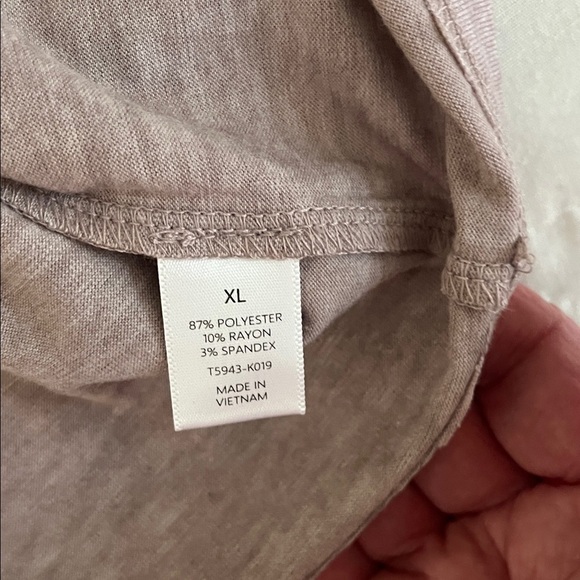 XL
87% POLYESTER
10% RAYON
3% SPANDEX
T5943-K019
MADE IN
VIETNAM